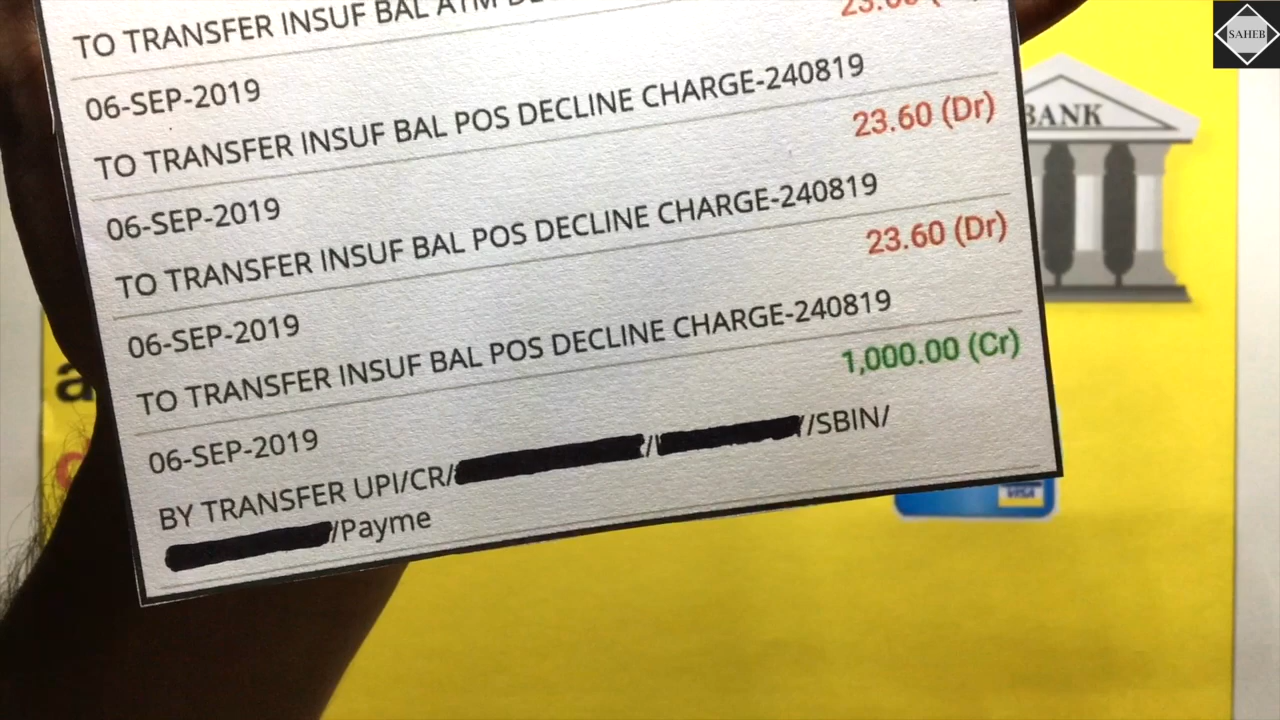 TO TRANSFER INSUF BAL ATM
06-SEP-2019
TO TRANSFER INSUF BAL POS DECLINE CHARGE-240819
23.60 (Dr)
06-SEP-2019
TO TRANSFER INSUF BAL POS DECLINE CHARGE-240819
23.60 (Dr)
06-SEP-2019
TO TRANSFER INSUF BAL POS DECLINE CHARGE-240819
1,000.00 (Cr)
06-SEP-2019
BY TRANSFER UPI/CR/ / //SBIN/
/Payme
BANK
VISA
SAHEB